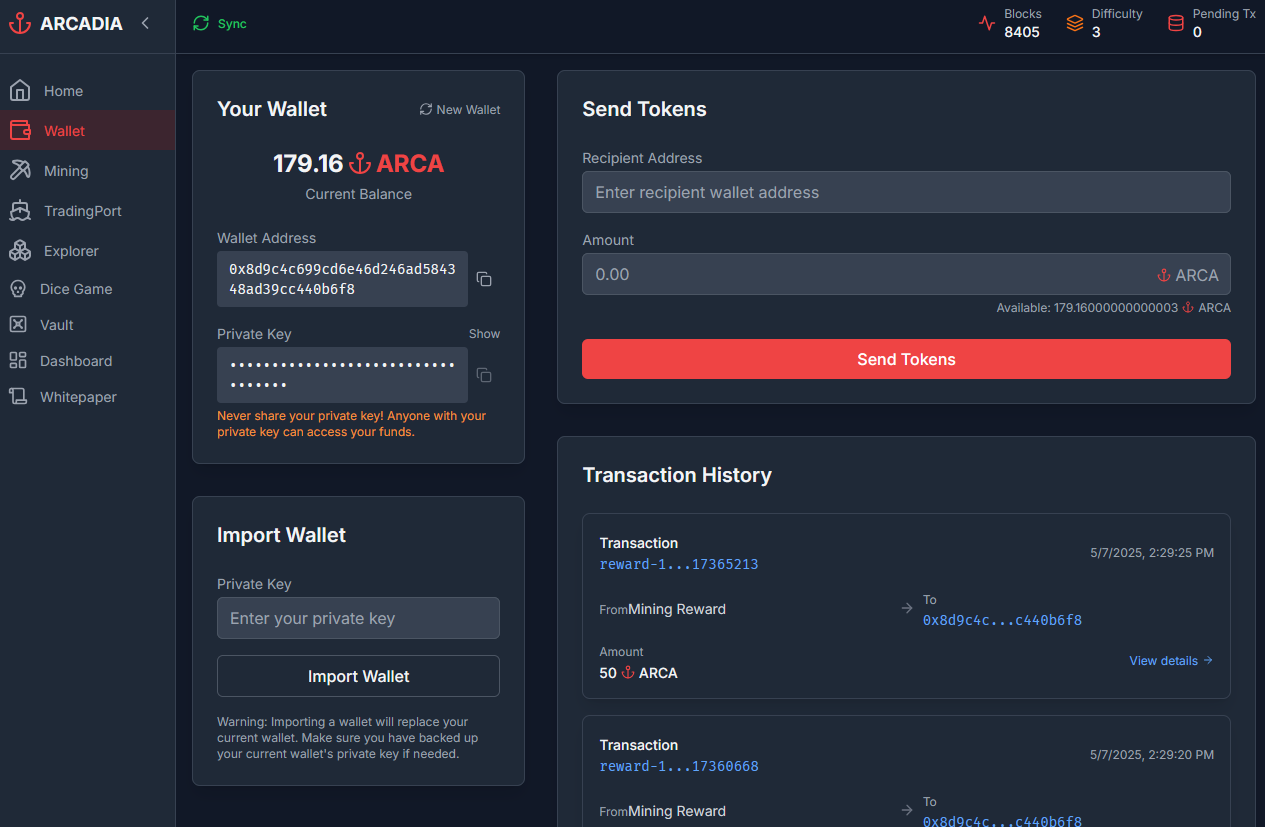 ARCADIA
Sync
Blocks
8405
Difficulty
3
Pending Tx
0
Home
Wallet
Mining
TradingPort
Explorer
Dice Game
Vault
Dashboard
Whitepaper
Your Wallet
New Wallet
179.16 ARCA
Current Balance
Wallet Address
0x8d9c4c699cd6e46d246ad5843
48ad39cc440b6f8
Private Key
Show
•••••••••••••••••••••••••
•••••••
Never share your private key! Anyone with your
private key can access your funds.
Import Wallet
Private Key
Enter your private key
Import Wallet
Warning: Importing a wallet will replace your
current wallet. Make sure you have backed up
your current wallet's private key if needed.
Send Tokens
Recipient Address
Enter recipient wallet address
Amount
0.00 ARCA
Available: 179.16000000000003 ARCA
Send Tokens
Transaction History
Transaction
reward-1...17365213
5/7/2025, 2:29:25 PM
FromMining Reward
To
0x8d9c4c...c440b6f8
Amount
50 ARCA
View details
Transaction
reward-1...17360668
5/7/2025, 2:29:20 PM
FromMining Reward
To
0x8d9c4c...c440b6f8